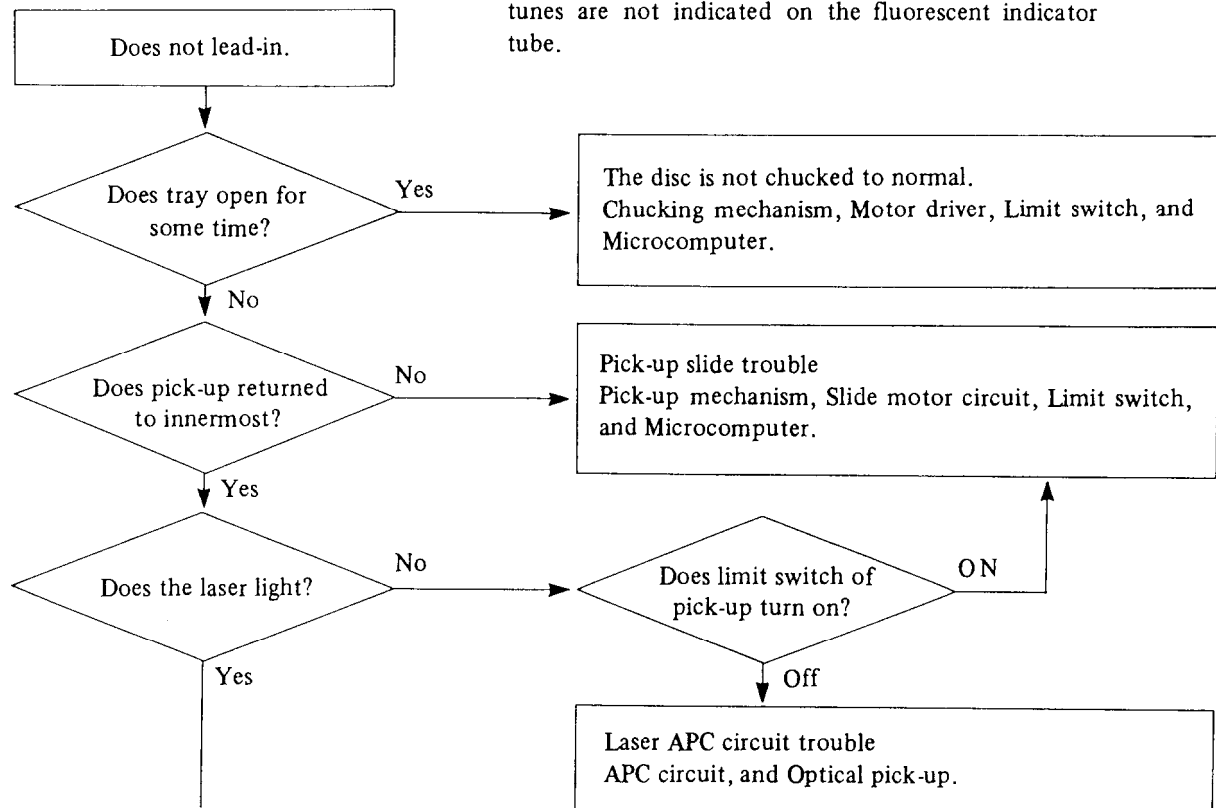 tunes are not indicated on the fluorescent indicator
tube.
Does not lead-in.
Does tray open for
some time?
Yes
The disc is not chucked to normal.
Chucking mechanism, Motor driver, Limit switch, and
Microcomputer.
No
Does pick-up returned
to innermost?
No
Pick-up slide trouble
Pick-up mechanism, Slide motor circuit, Limit switch,
and Microcomputer.
Yes
Does the laser light?
No
Does limit switch of
pick-up turn on?
ON
Yes
Off
Laser APC circuit trouble
APC circuit, and Optical pick-up.